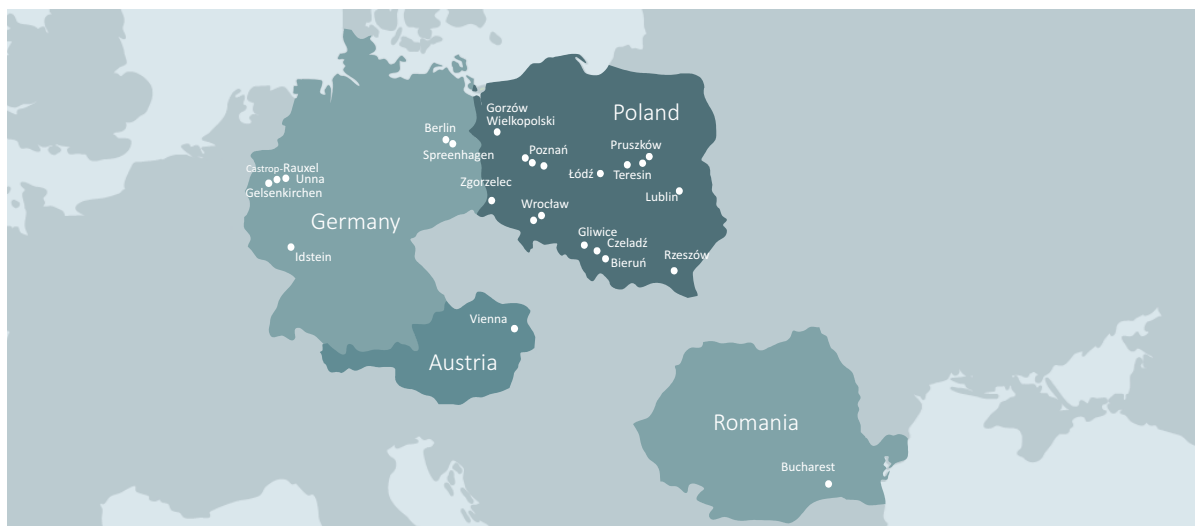 Gorzów
Wielkopolski
Poland
Berlin
Spreenhagen
Poznań
Pruszków
Teresin
Łódź
Castrop-Rauxel
Unna
Gelsenkirchen
Zgorzelec
Lublin
Wrocław
Germany
Gliwice
Czeladź
Bieruń
Rzeszów
Idstein
Vienna
Austria
Romania
Bucharest